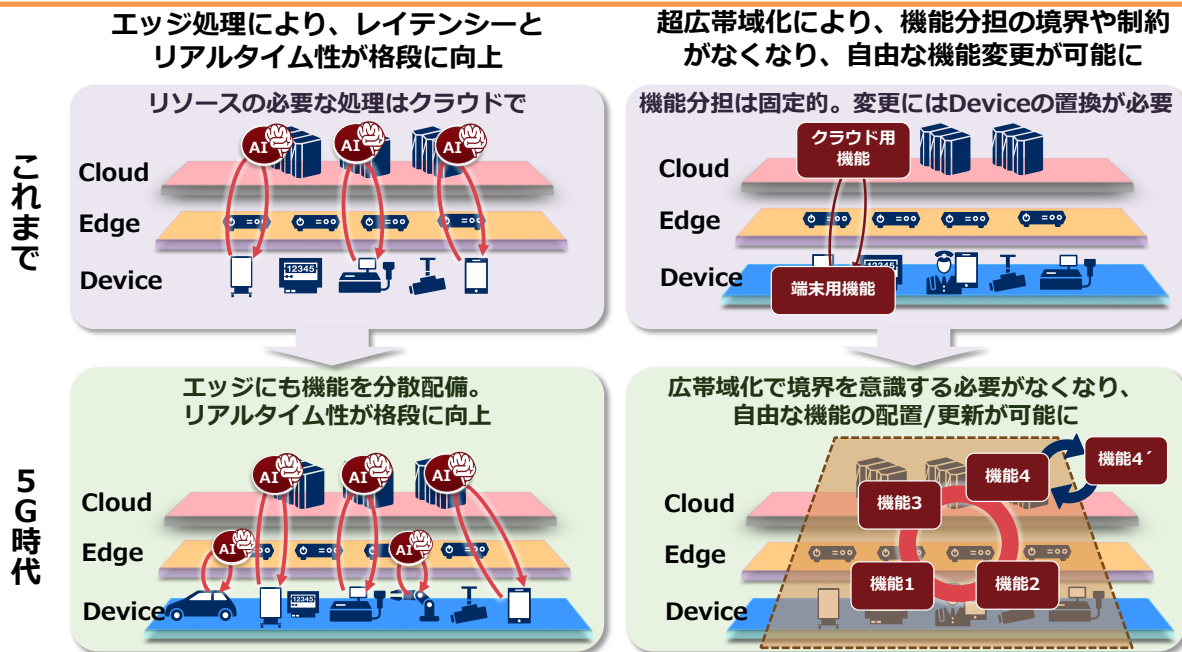 エッジ処理により、レイテンシーと
リアルタイム性が格段に向上
超広帯域化により、機能分担の境界や制約
がなくなり、自由な機能変更が可能に
これまで
リソースの必要な処理はクラウドで
AI
AI
AI
Cloud
Edge
12345
Device
機能分担は固定的。変更にはDeviceの置換が必要
クラウド用
機能
Cloud
Edge
12345
Device
端末用機能
5G時代
エッジにも機能を分散配備。
リアルタイム性が格段に向上
AI
AI
AI
Cloud
AI
AI
Edge
12345
Device
広帯域化で境界を意識する必要がなくなり、
自由な機能の配置/更新が可能に
機能4
機能4´
機能3
Cloud
Edge
機能1
機能2
Device